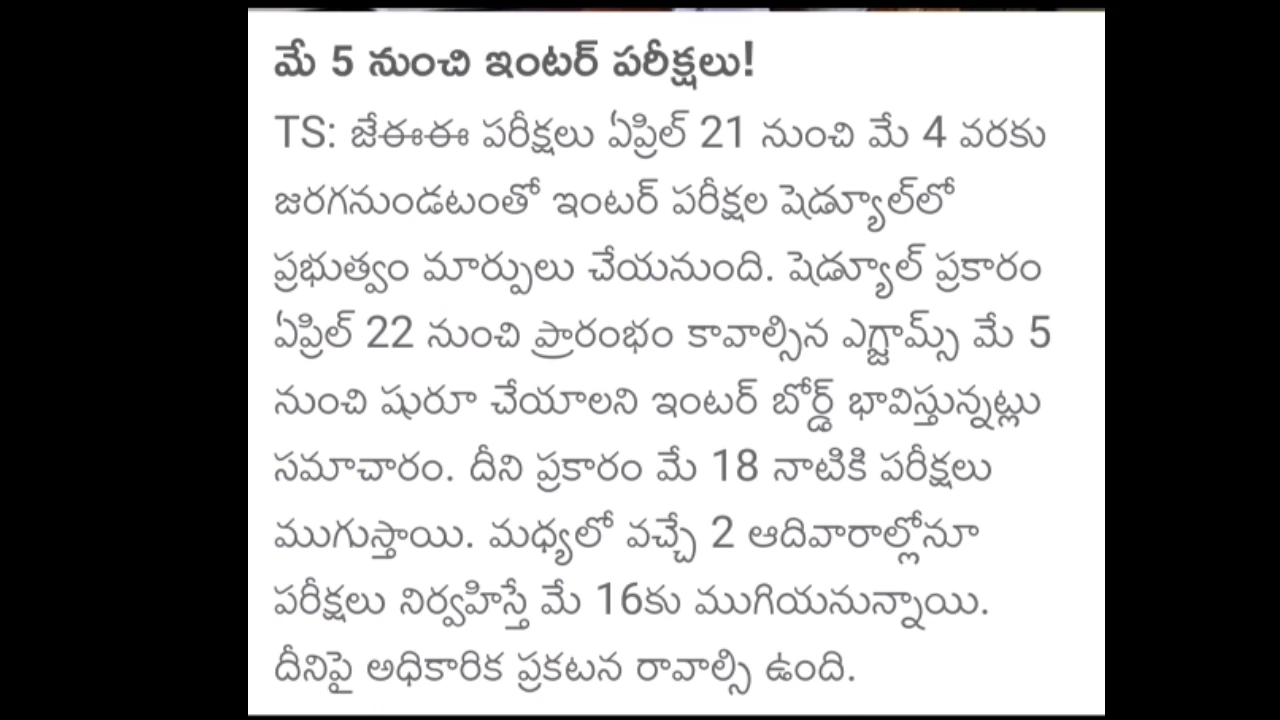 మే 5 నుంచి ఇంటర్ పరీక్షలు!
TS: జేఈఈ పరీక్షలు ఏప్రిల్ 21 నుంచి మే 4 వరకు
జరగనుండటంతో ఇంటర్ పరీక్షల షెడ్యూల్‌లో
ప్రభుత్వం మార్పులు చేయనుంది. షెడ్యూల్ ప్రకారం
ఏప్రిల్ 22 నుంచి ప్రారంభం కావాల్సిన ఎగ్జామ్స్ మే 5
నుంచి షురూ చేయాలని ఇంటర్ బోర్డ్ భావిస్తున్నట్లు
సమాచారం. దీని ప్రకారం మే 18 నాటికి పరీక్షలు
ముగుస్తాయి. మధ్యలో వచ్చే 2 ఆదివారాల్లోనూ
పరీక్షలు నిర్వహిస్తే మే 16కు ముగియనున్నాయి.
దీనిపై అధికారిక ప్రకటన రావాల్సి ఉంది.